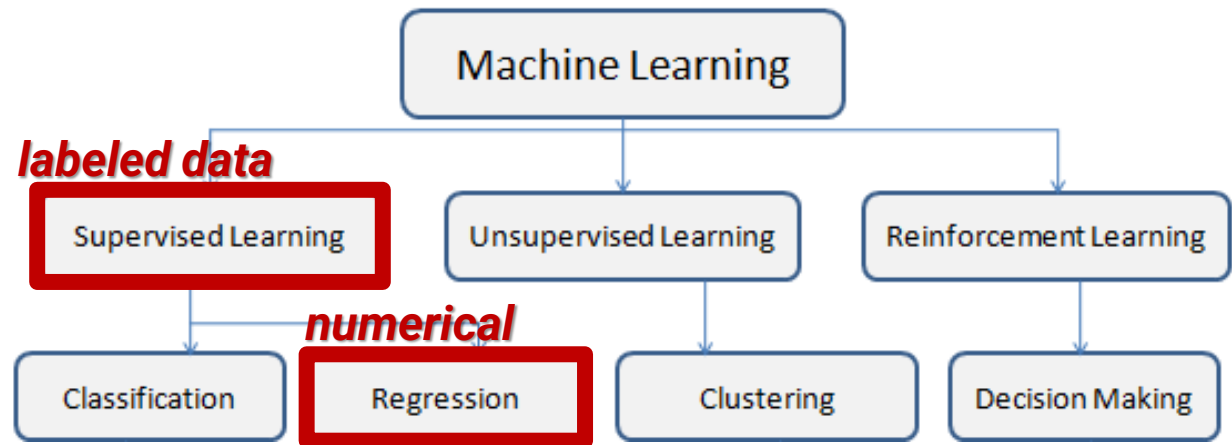 Machine Learning
labeled data
Supervised Learning
Unsupervised Learning
Reinforcement Learning
numerical
Classification
Regression
Clustering
Decision Making